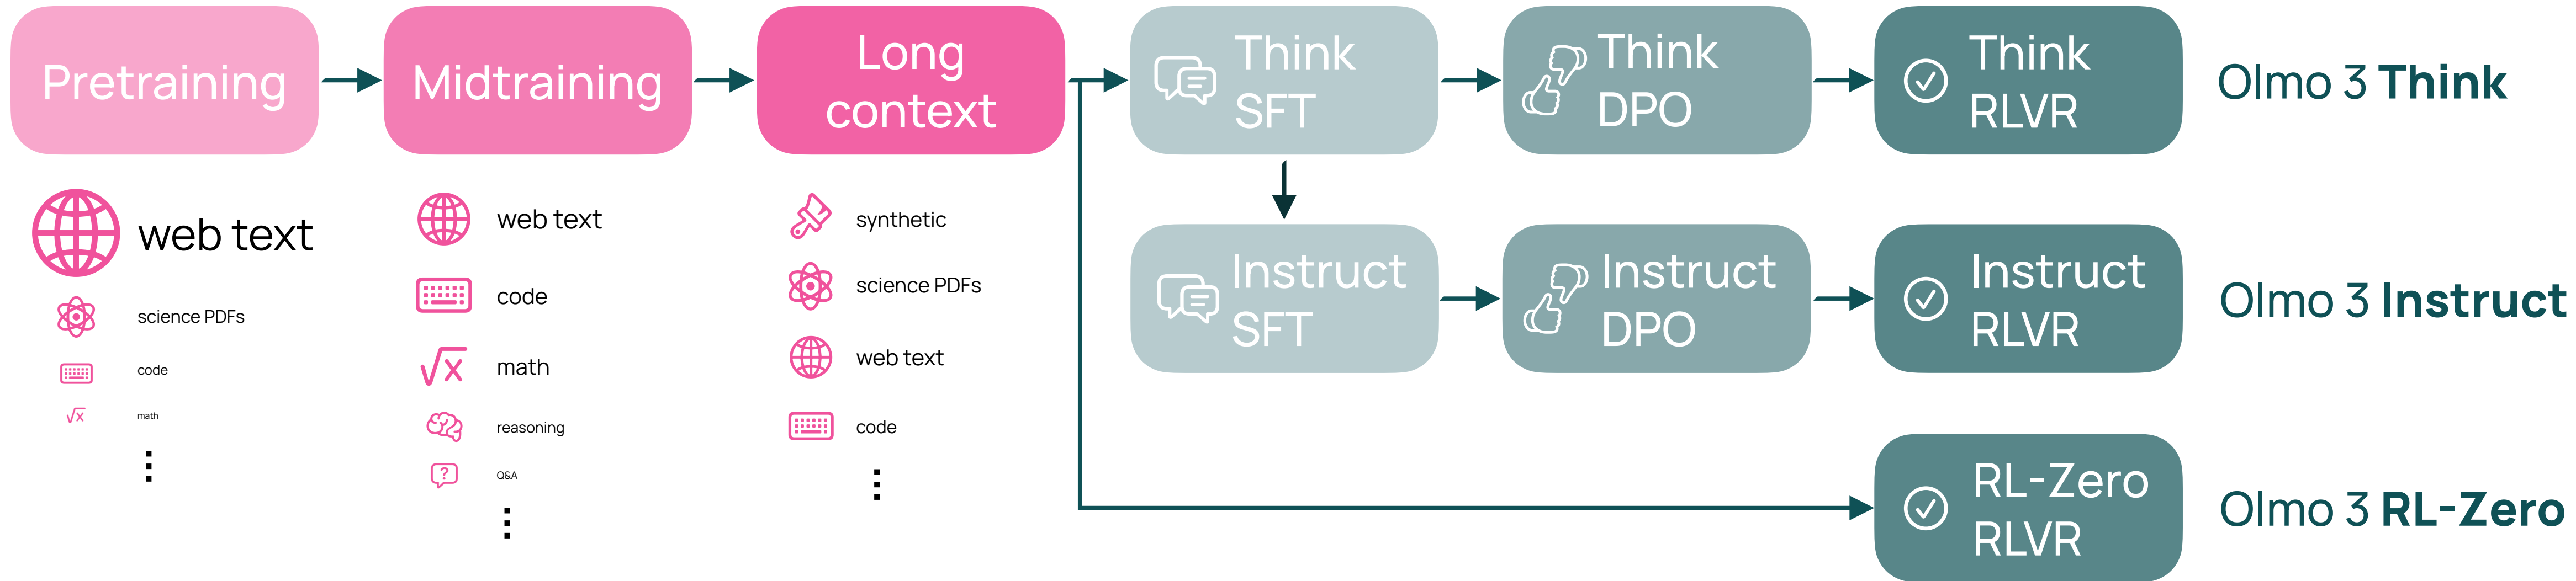 Pretraining
Midtraining
Long
context
Think
SFT
Think
DPO
Think
RLVR
Olmo 3 Think
web text
science PDFs
code
math
web text
code
math
reasoning
Q&A
synthetic
science PDFs
web text
code
Instruct
SFT
Instruct
DPO
Instruct
RLVR
Olmo 3 Instruct
RL-Zero
RLVR
Olmo 3 RL-Zero